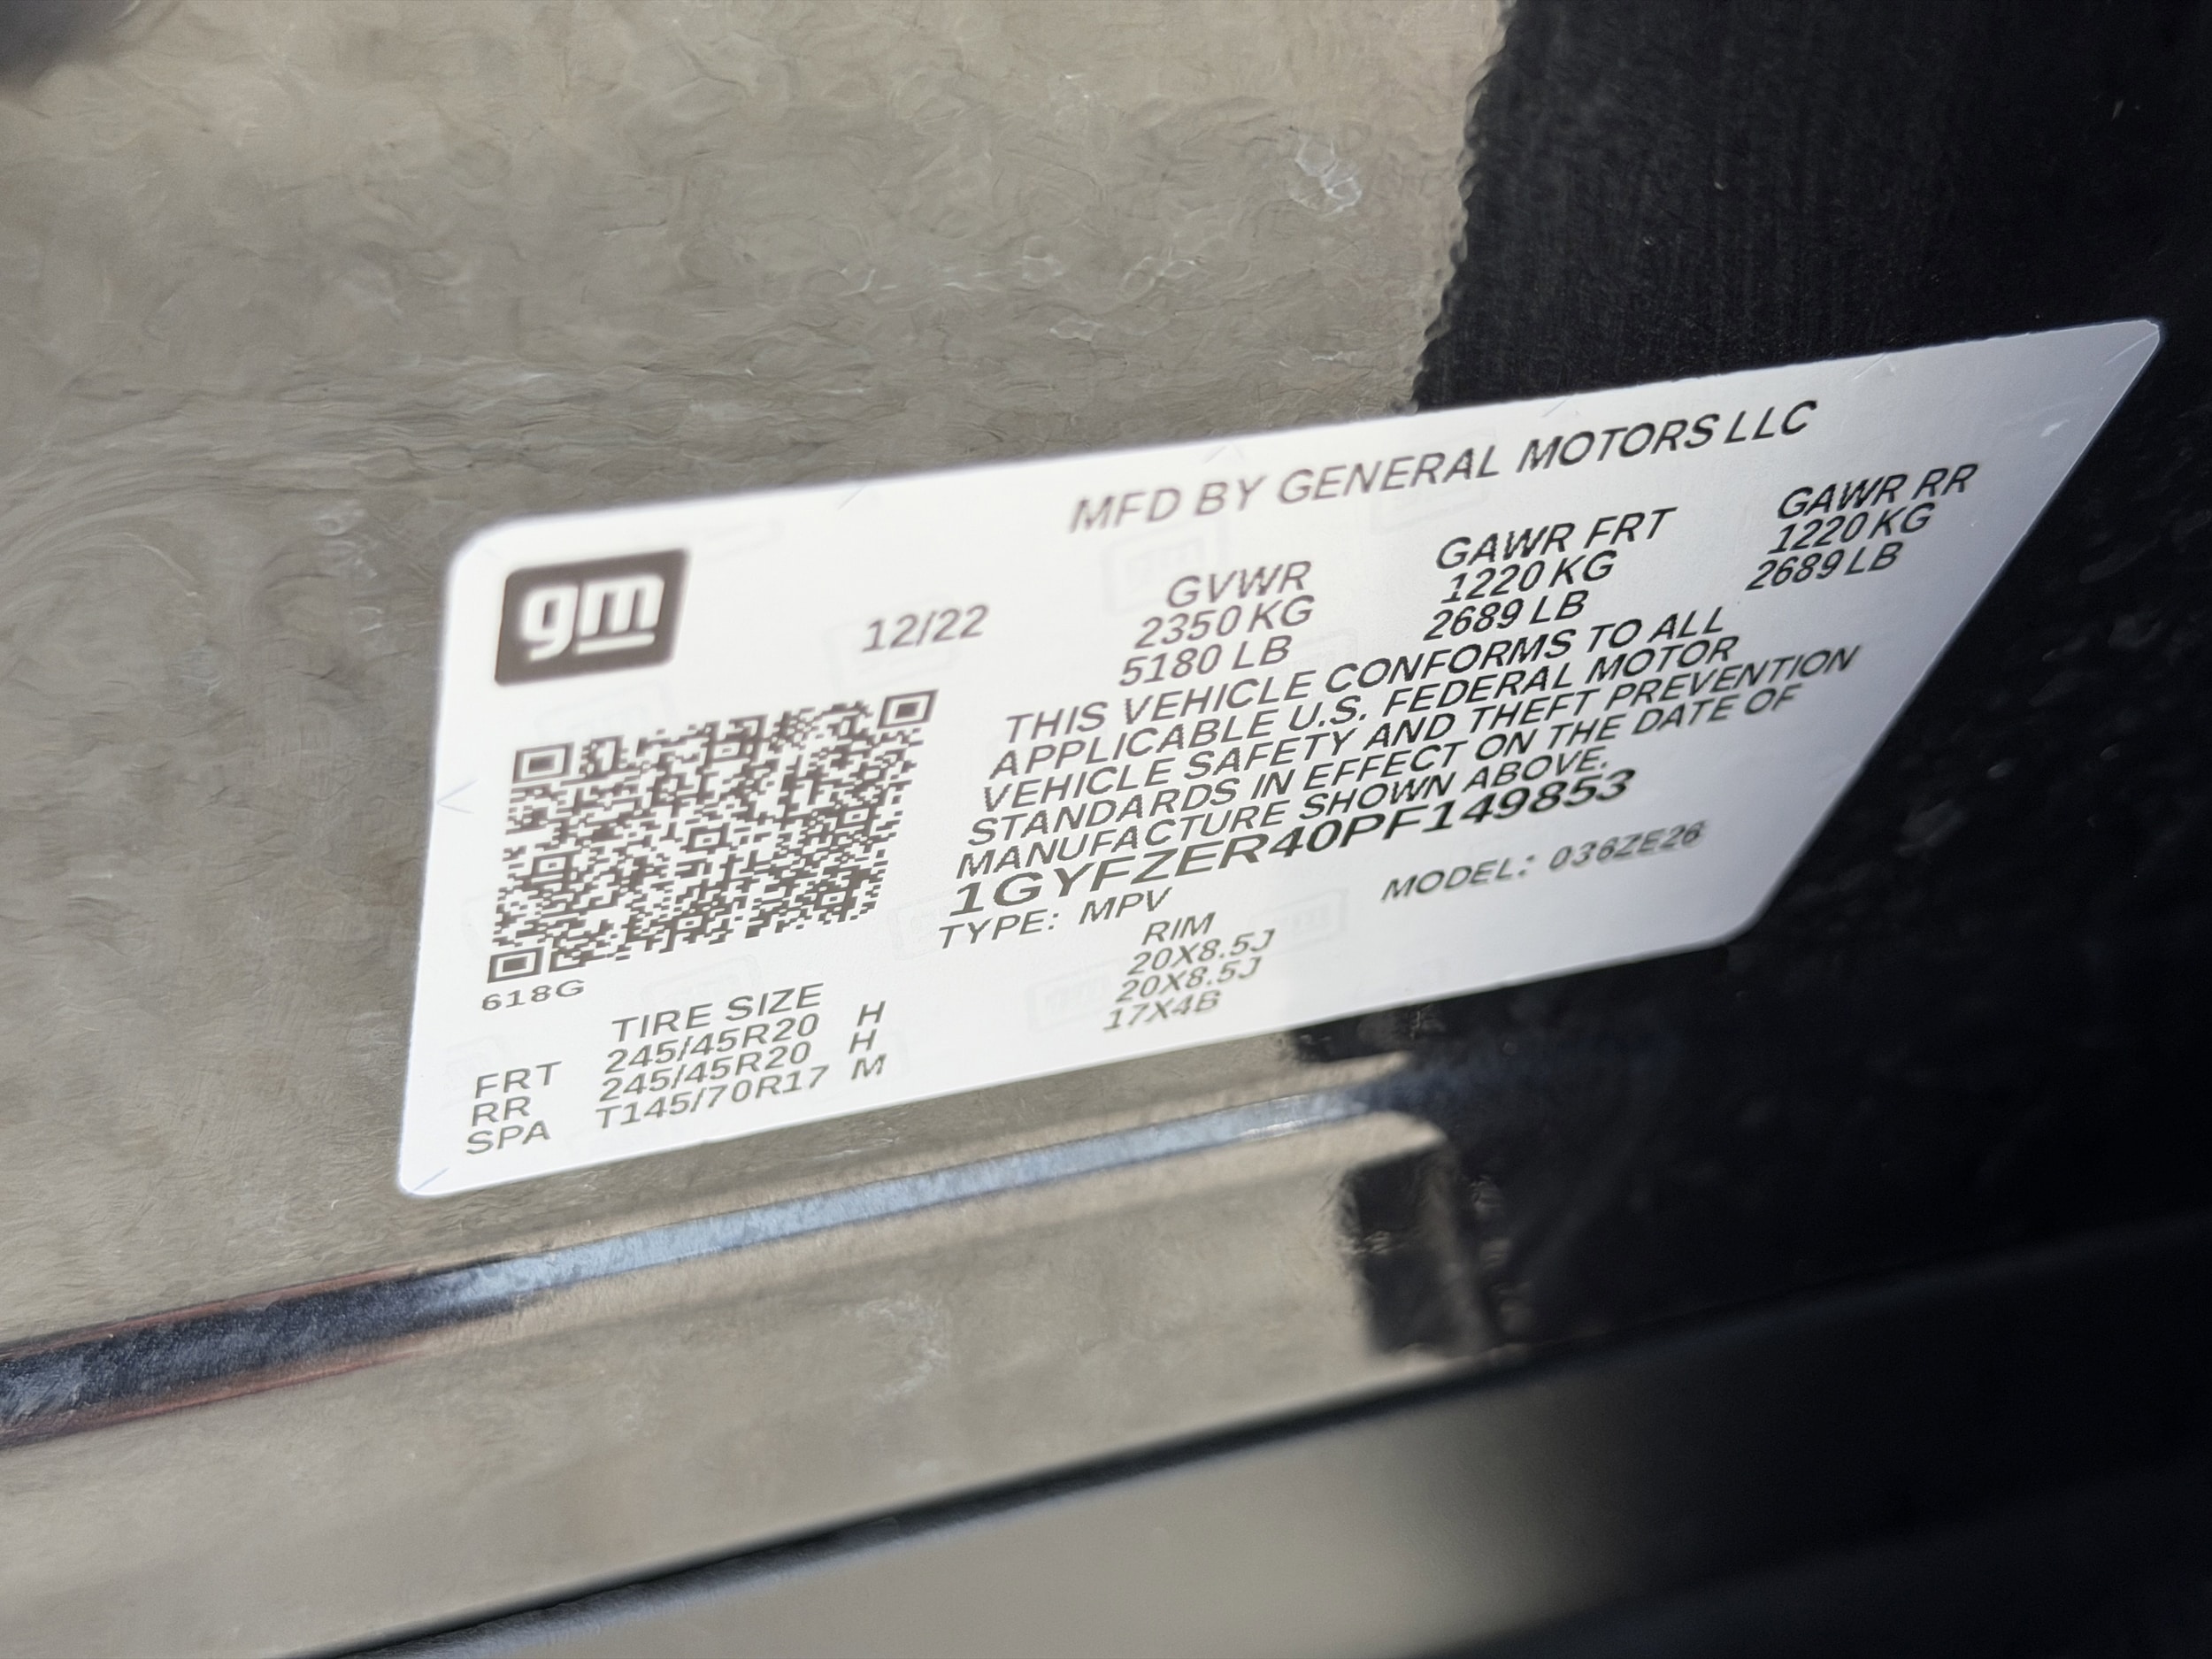 MFD BY GENERAL MOTORS LLC
gm
12/22
GVWR GAWR FRT GAWR RR
2350 KG 1220 KG 1220 KG
5180 LB 2689 LB 2689 LB
THIS VEHICLE CONFORMS TO ALL
APPLICABLE U.S. FEDERAL MOTOR
VEHICLE SAFETY AND THEFT PREVENTION
STANDARDS IN EFFECT ON THE DATE OF
MANUFACTURE SHOWN ABOVE.
1GYFZER40PF149853
TYPE: MPV MODEL: 036ZE26
618G
TIRE SIZE RIM
FRT 245/45R20 H 20X8.5J
RR 245/45R20 H 20X8.5J
SPA T145/70R17 M 17X4B